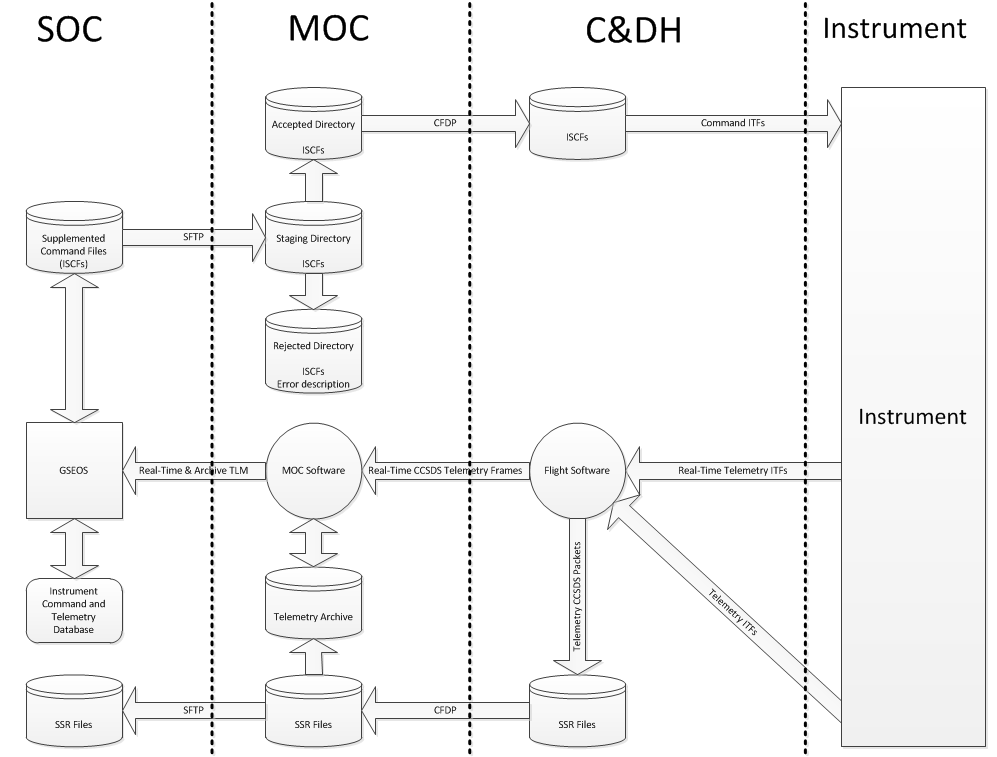 SOC
MOC
C&DH
Instrument
Accepted Directory
ISCFs
CFDP
ISCFs
Command ITFs
Supplemented
Command Files
(ISCFs)
SFTP
Staging Directory
ISCFs
Rejected Directory
ISCFs
Error description
Instrument
GSEOS
Real-Time & Archive TLM
MOC Software
Real-Time CCSDS Telemetry Frames
Flight Software
Real-Time Telemetry ITFs
Telemetry CCSDS Packets
Telemetry ITFs
Instrument
Command and
Telemetry
Database
Telemetry Archive
SSR Files
SFTP
SSR Files
CFDP
SSR Files